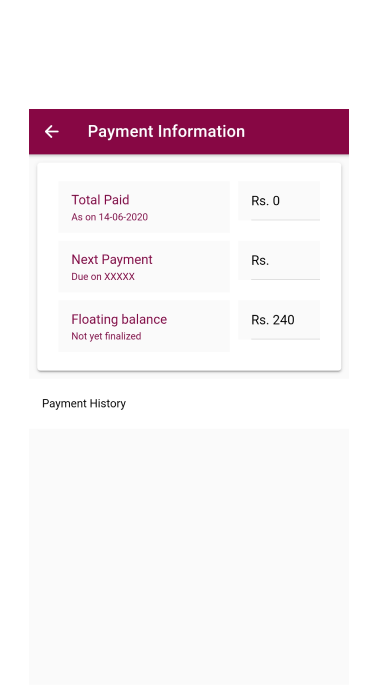 Payment Information
Total Paid
Rs. 0
As on 14-06-2020
Next Payment
Rs.
Due on XXXXX
Floating balance
Rs. 240
Not yet finalized
Payment History